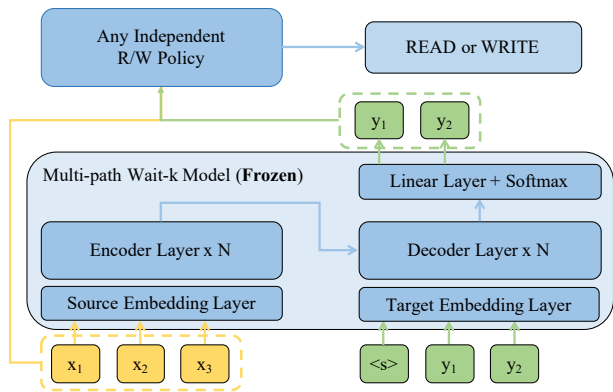 Any Independent
R/W Policy
READ or WRITE
y₁ y₂
Multi-path Wait-k Model (Frozen)
Linear Layer + Softmax
Encoder Layer x N
Decoder Layer x N
Source Embedding Layer
Target Embedding Layer
x₁ x₂ x₃
<s> y₁ y₂